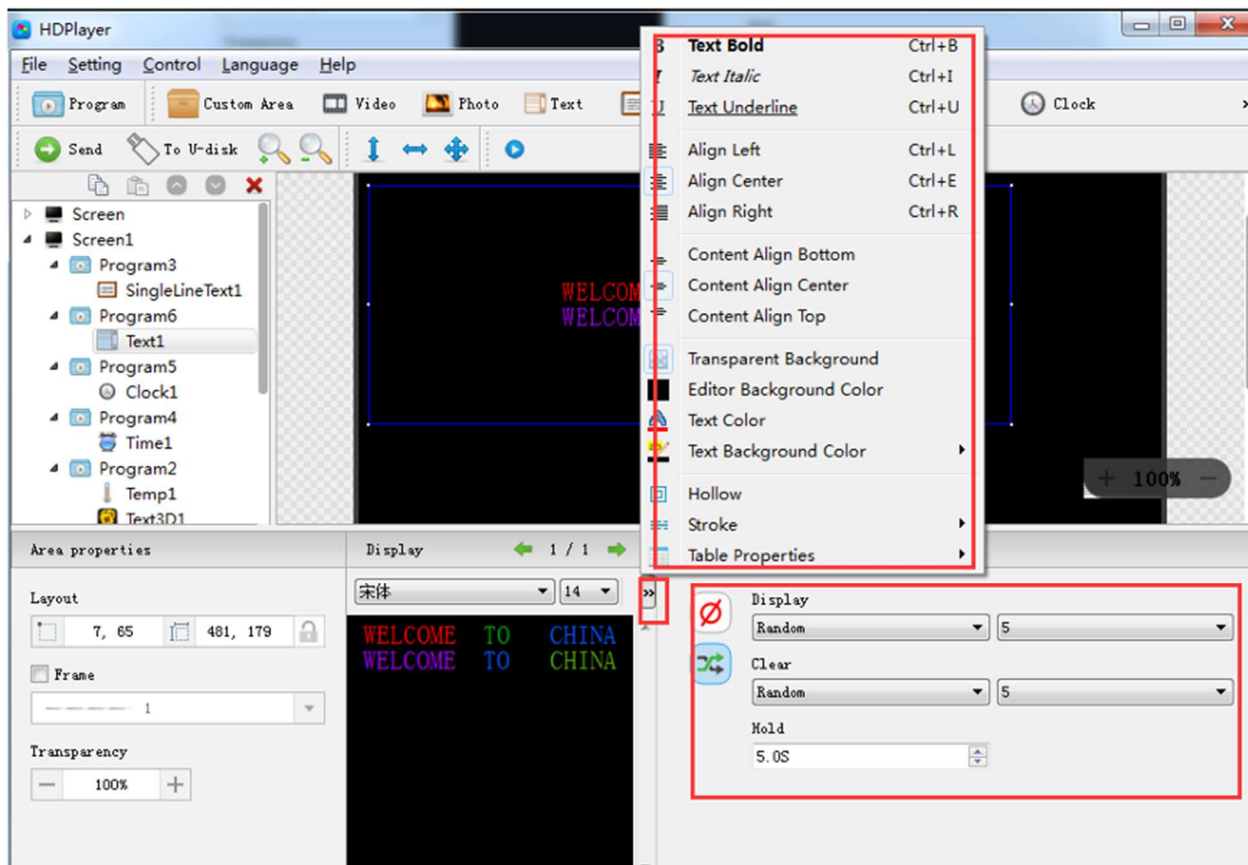 HDPlayer
File Setting Control Language Help
Program Custom Area Video Photo Text Clock
Send To U-disk
Screen
Screen1
Program3
SingleLineText1
Program6
Text1
Program5
Clock1
Program4
Time1
Program2
Temp1
Text3D1
WELCOM
WELCOM
Text Bold Ctrl+B
Text Italic Ctrl+I
Text Underline Ctrl+U
Align Left Ctrl+L
Align Center Ctrl+E
Align Right Ctrl+R
Content Align Bottom
Content Align Center
Content Align Top
Transparent Background
Editor Background Color
Text Color
Text Background Color
Hollow
Stroke
Table Properties
+ 100% −
Area properties
Layout
7, 65 481, 179
Frame
1
Transparency
− 100% +
Display 1 / 1
宋体 14 »
WELCOME TO CHINA
WELCOME TO CHINA
Display
Random 5
Clear
Random 5
Hold
5.0S